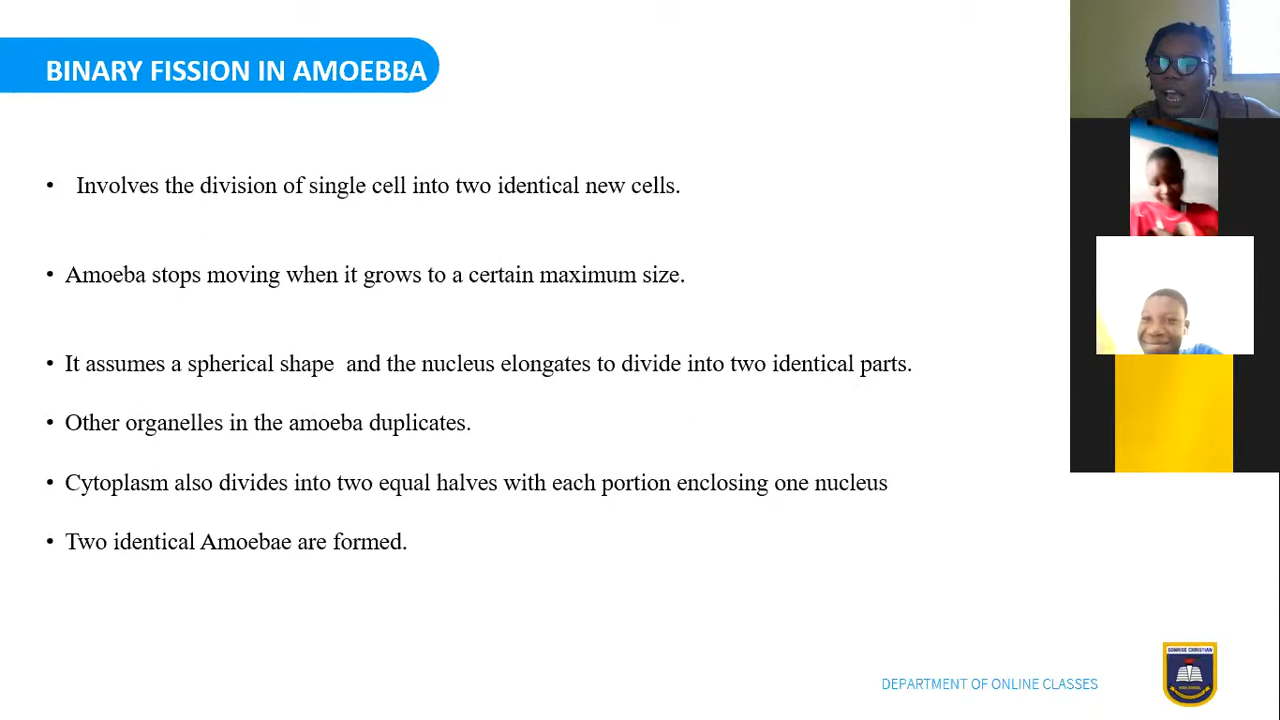 BINARY FISSION IN AMOEBBA
• Involves the division of single cell into two identical new cells.
• Amoeba stops moving when it grows to a certain maximum size.
• It assumes a spherical shape and the nucleus elongates to divide into two identical parts.
• Other organelles in the amoeba duplicates.
• Cytoplasm also divides into two equal halves with each portion enclosing one nucleus
• Two identical Amoebae are formed.
DEPARTMENT OF ONLINE CLASSES